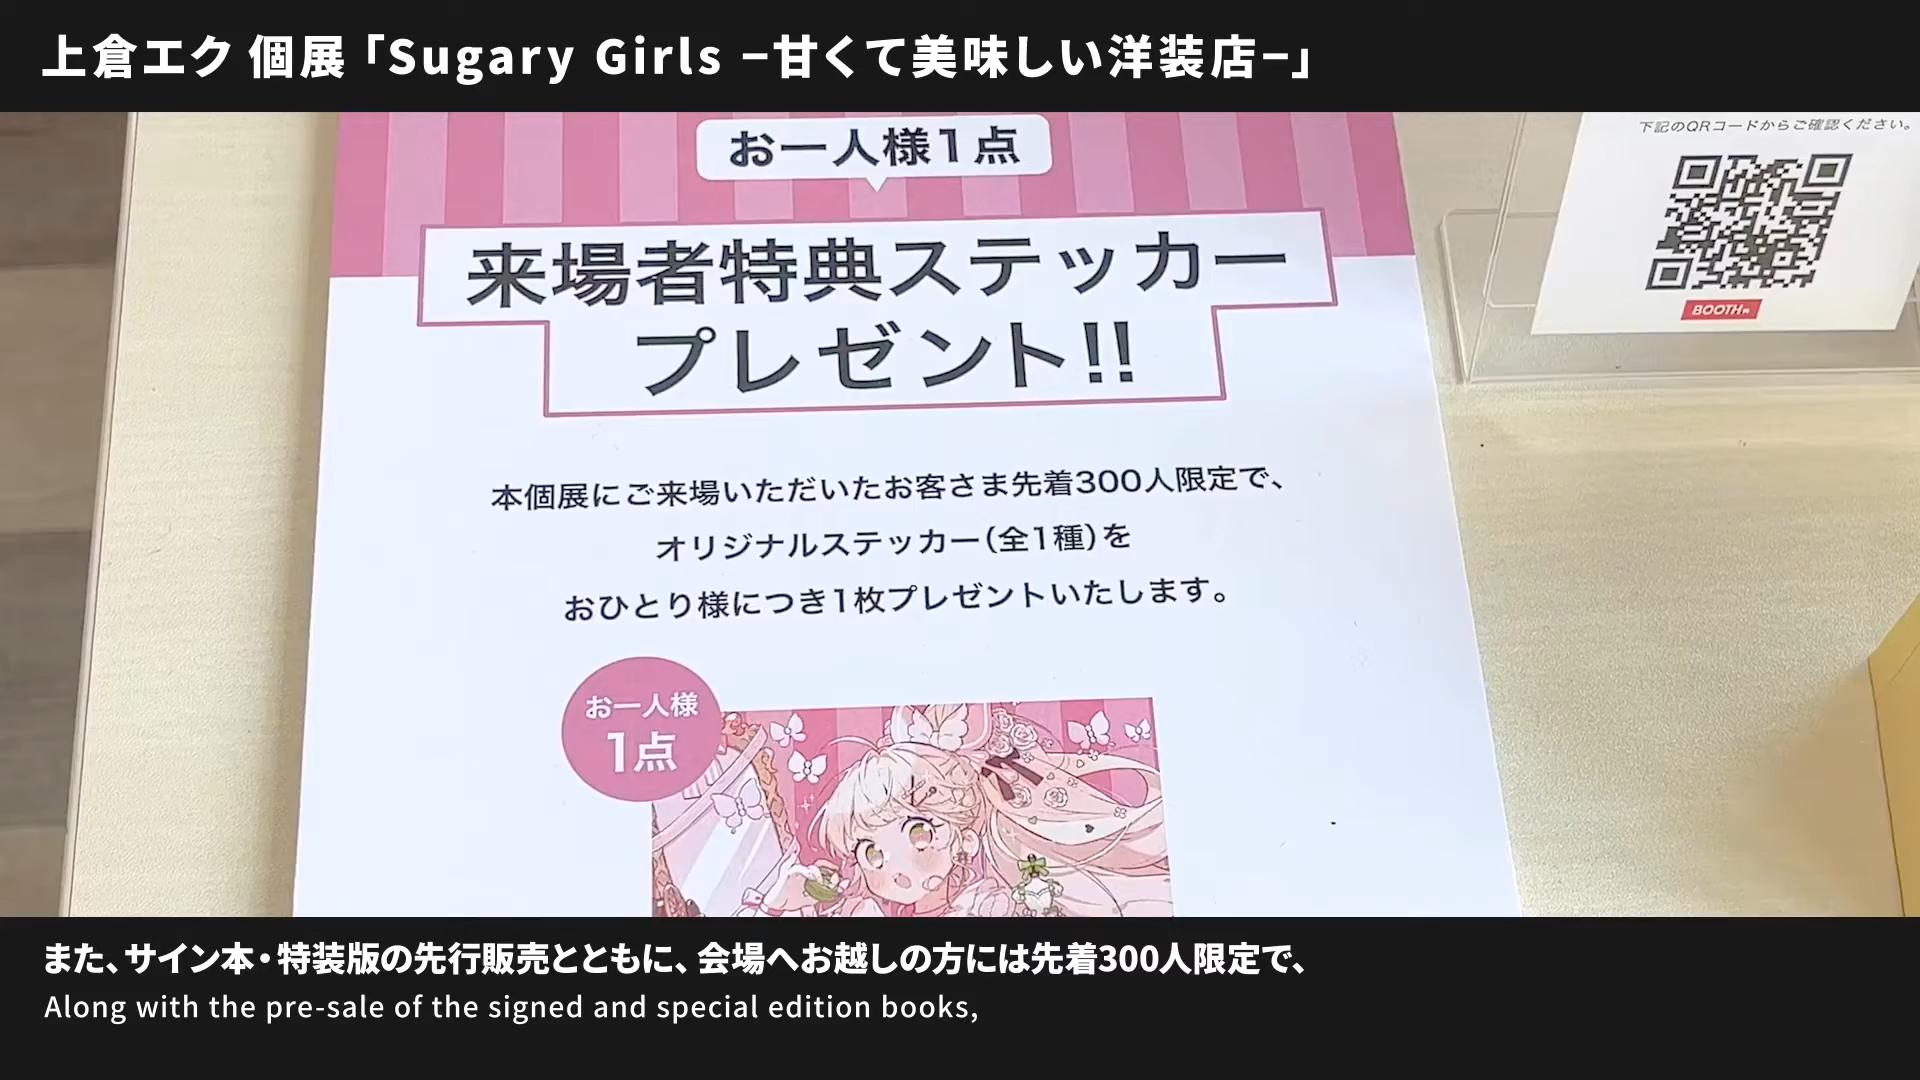 上倉エク 個展「Sugary Girls −甘くて美味しい洋装店−」
お一人様1点
来場者特典ステッカー
プレゼント!!
本個展にご来場いただいたお客さま先着300人限定で、
オリジナルステッカー(全1種)を
おひとり様につき1枚プレゼントいたします。
お一人様
1点
下記のQRコードからご確認ください。
BOOTH
また、サイン本・特装版の先行販売とともに、会場へお越しの方には先着300人限定で、
Along with the pre-sale of the signed and special edition books,